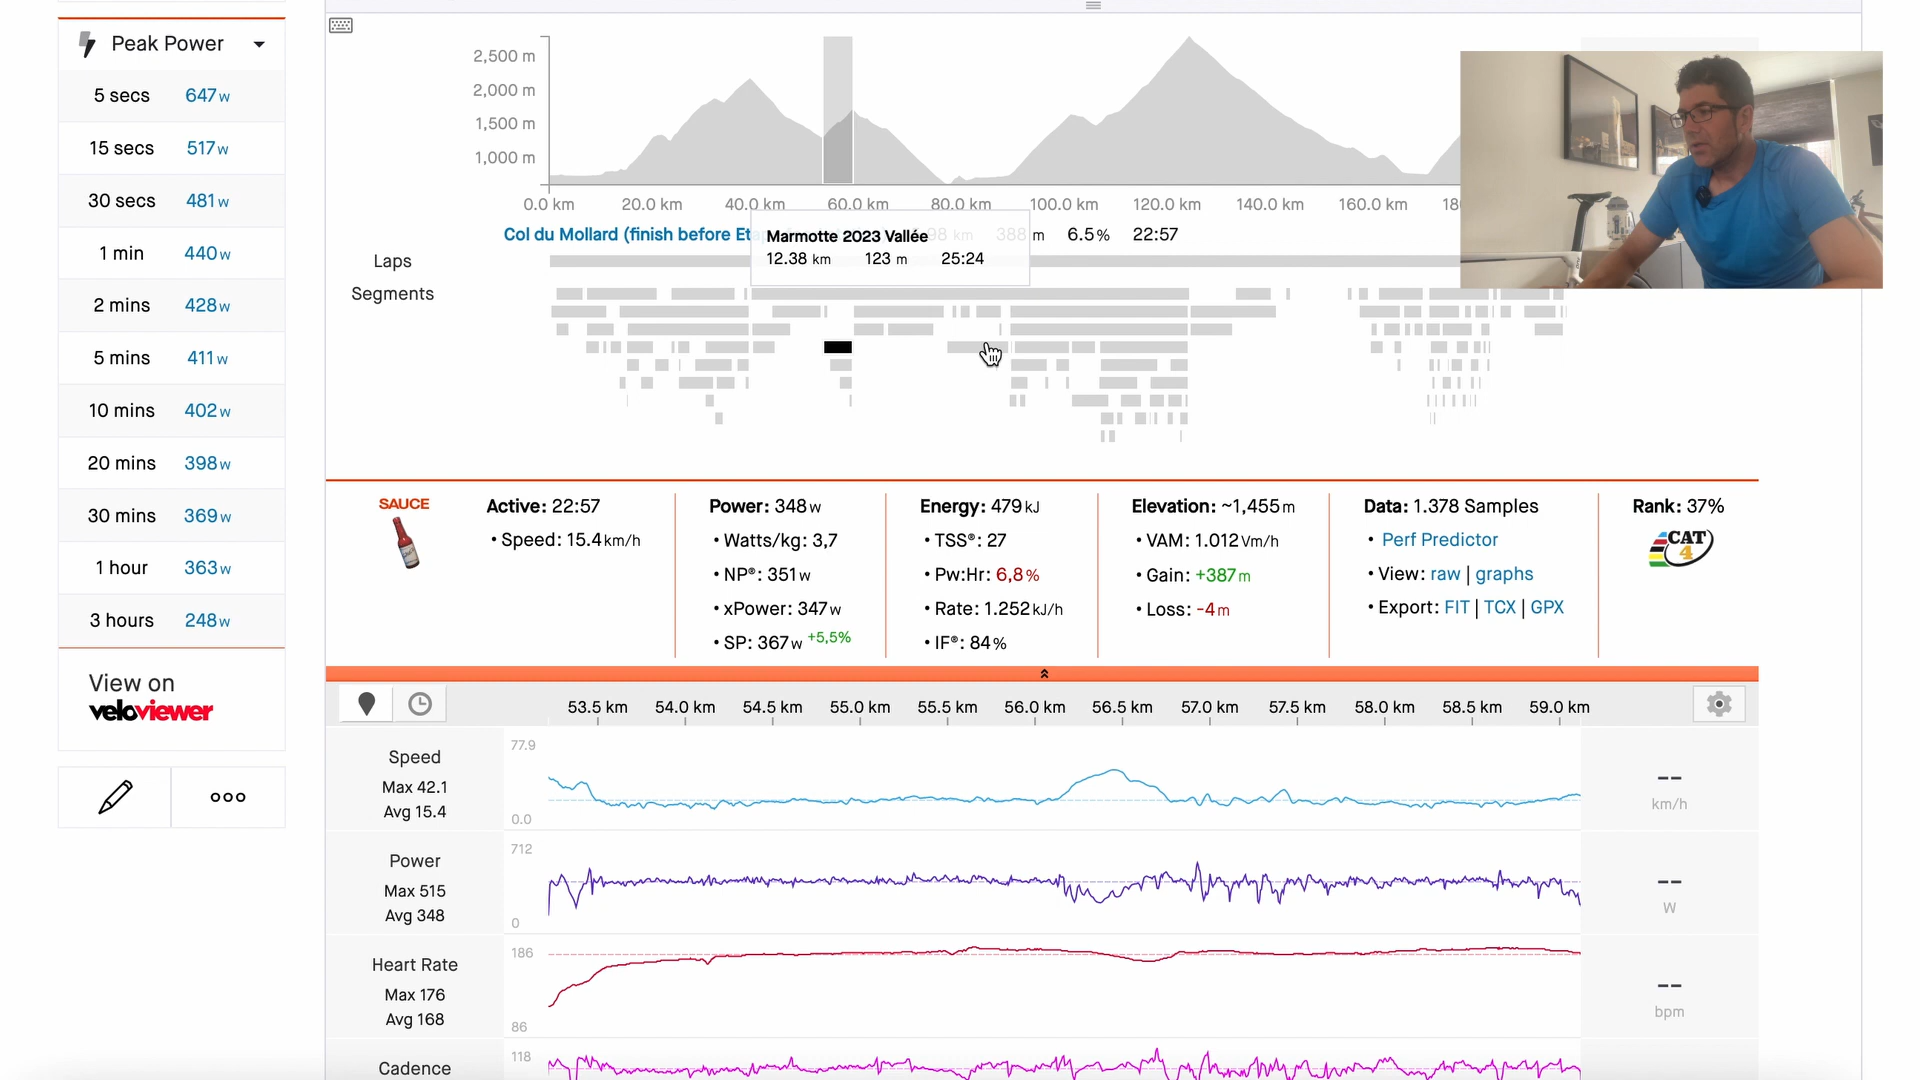 Peak Power
5 secs 647w
15 secs 517w
30 secs 481w
1 min 440w
2 mins 428w
5 mins 411w
10 mins 402w
20 mins 398w
30 mins 369w
1 hour 363w
3 hours 248w
View on
veloviewer
2,500 m
2,000 m
1,500 m
1,000 m
0.0 km 20.0 km 40.0 km 60.0 km 80.0 km 100.0 km 120.0 km 140.0 km 160.0 km 18
Col du Mollard (finish before Et 98 km 388 m 6.5% 22:57
Marmotte 2023 Vallée
12.38 km 123 m 25:24
Laps
Segments
SAUCE
Active: 22:57
• Speed: 15.4km/h
Power: 348w
• Watts/kg: 3,7
• NP®: 351w
• xPower: 347w
• SP: 367w +5,5%
Energy: 479kJ
• TSS®: 27
• Pw:Hr: 6,8%
• Rate: 1.252kJ/h
• IF®: 84%
Elevation: ~1,455m
• VAM: 1.012Vm/h
• Gain: +387m
• Loss: -4m
Data: 1.378 Samples
• Perf Predictor
• View: raw | graphs
• Export: FIT | TCX | GPX
Rank: 37%
CAT 4
53.5 km 54.0 km 54.5 km 55.0 km 55.5 km 56.0 km 56.5 km 57.0 km 57.5 km 58.0 km 58.5 km 59.0 km
Speed
Max 42.1
Avg 15.4
77.9
0.0
--
km/h
Power
Max 515
Avg 348
712
0
--
W
Heart Rate
Max 176
Avg 168
186
86
--
bpm
Cadence
118